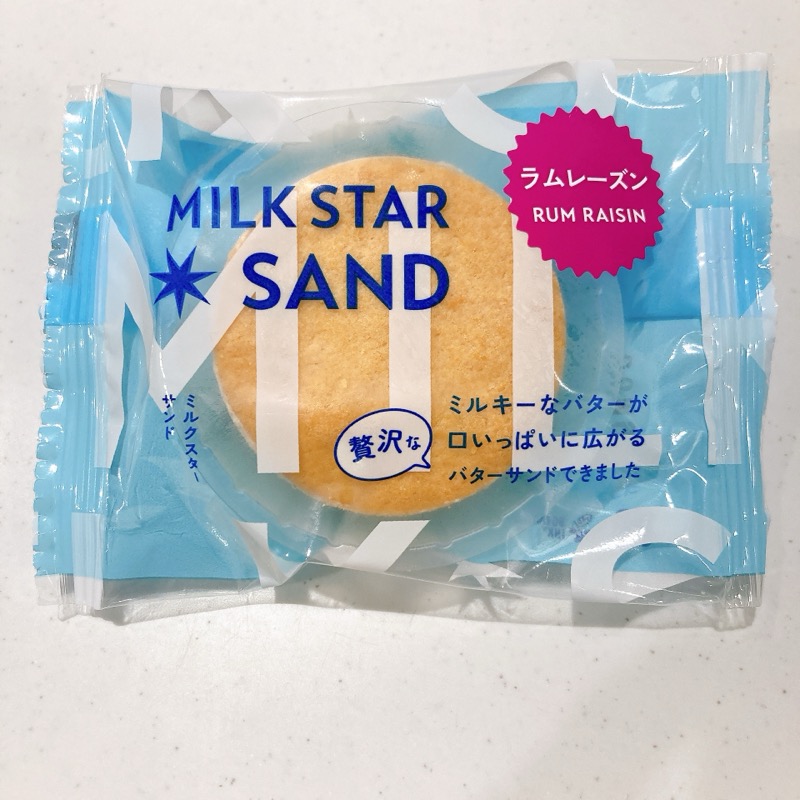 MILK STAR
SAND
ラムレーズン
RUM RAISIN
ミルクスター
サンド
贅沢な
ミルキーなバターが
口いっぱいに広がる
バターサンドできました